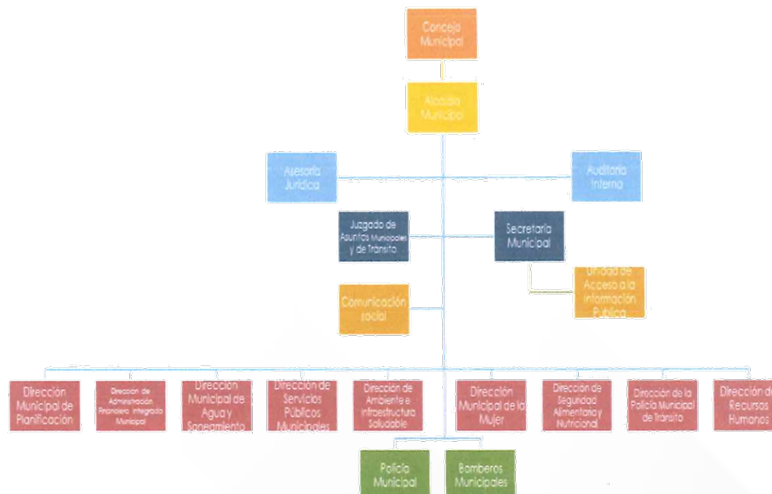 Concejo
Municipal
Alcaldía
Municipal
Asesoría
Jurídica
Auditoría
Interna
Juzgado de
Asuntos Municipales
y de Tránsito
Secretaría
Municipal
Unidad de
Acceso a la
Información
Pública
Comunicación
social
Dirección
Municipal de
Planificación
Dirección de
Administración
Financiera Integrada
Municipal
Dirección
Municipal de
Agua y
Saneamiento
Dirección de
Servicios
Públicos
Municipales
Dirección de
Ambiente e
Infraestructura
Saludable
Dirección
Municipal de la
Mujer
Dirección de
Seguridad
Alimentaria y
Nutricional
Dirección de la
Policía Municipal
de Tránsito
Dirección de
Recursos
Humanos
Policía
Municipal
Bomberos
Municipales